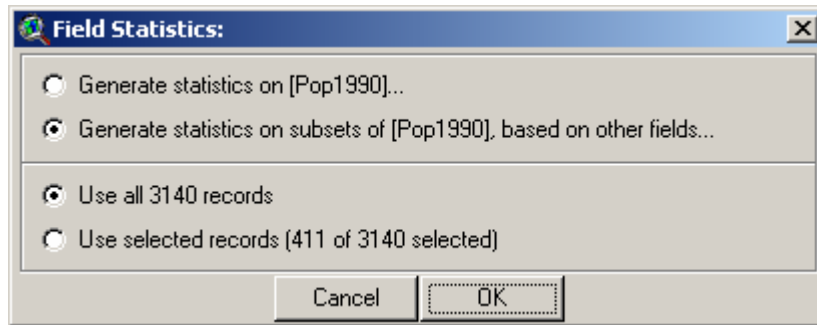 Field Statistics:
Generate statistics on [Pop1990]...
Generate statistics on subsets of [Pop1990], based on other fields...
Use all 3140 records
Use selected records (411 of 3140 selected)
Cancel OK